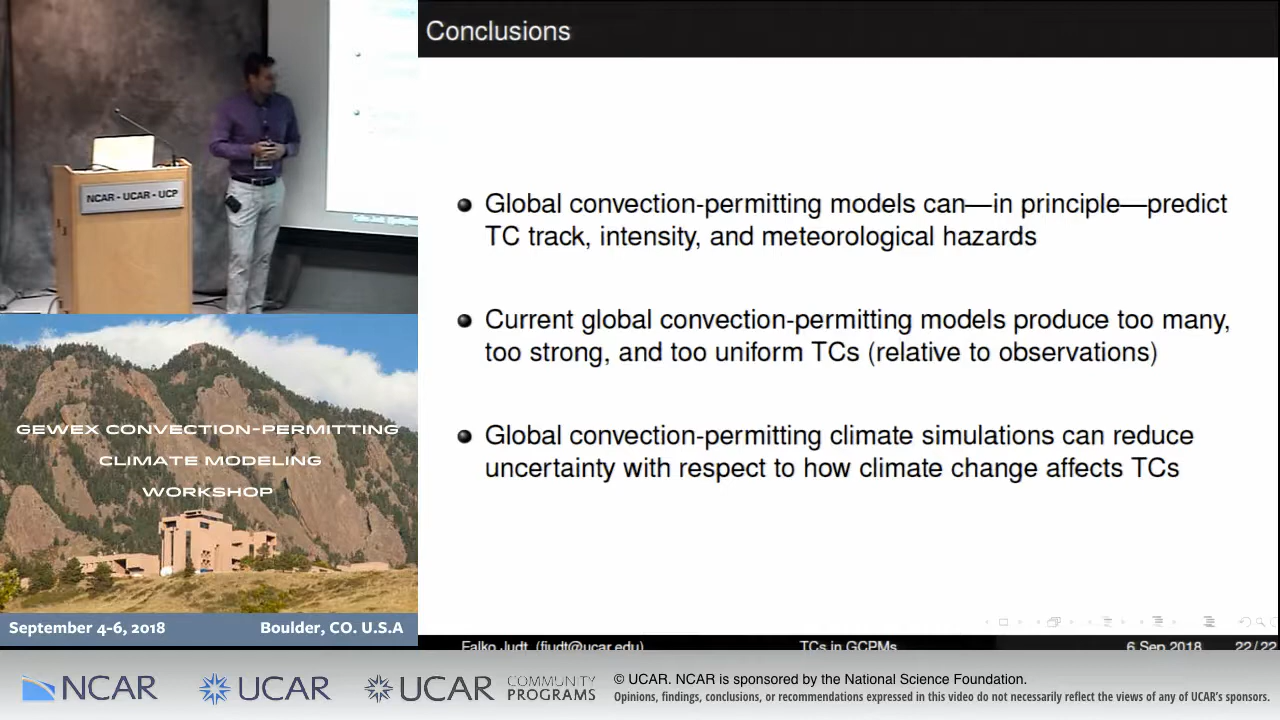 Conclusions
Global convection-permitting models can—in principle—predict
TC track, intensity, and meteorological hazards
Current global convection-permitting models produce too many,
too strong, and too uniform TCs (relative to observations)
Global convection-permitting climate simulations can reduce
uncertainty with respect to how climate change affects TCs
Falko Judt (fjudt@ucar.edu) TCs in GCPMs 6 Sep 2018 22/22
NCAR - UCAR - UCP
GEWEX CONVECTION-PERMITTING
CLIMATE MODELING
WORKSHOP
September 4-6, 2018 Boulder, CO. U.S.A
NCAR UCAR UCAR COMMUNITY
PROGRAMS
© UCAR. NCAR is sponsored by the National Science Foundation.
Opinions, findings, conclusions, or recommendations expressed in this video do not necessarily reflect the views of any of UCAR's sponsors.